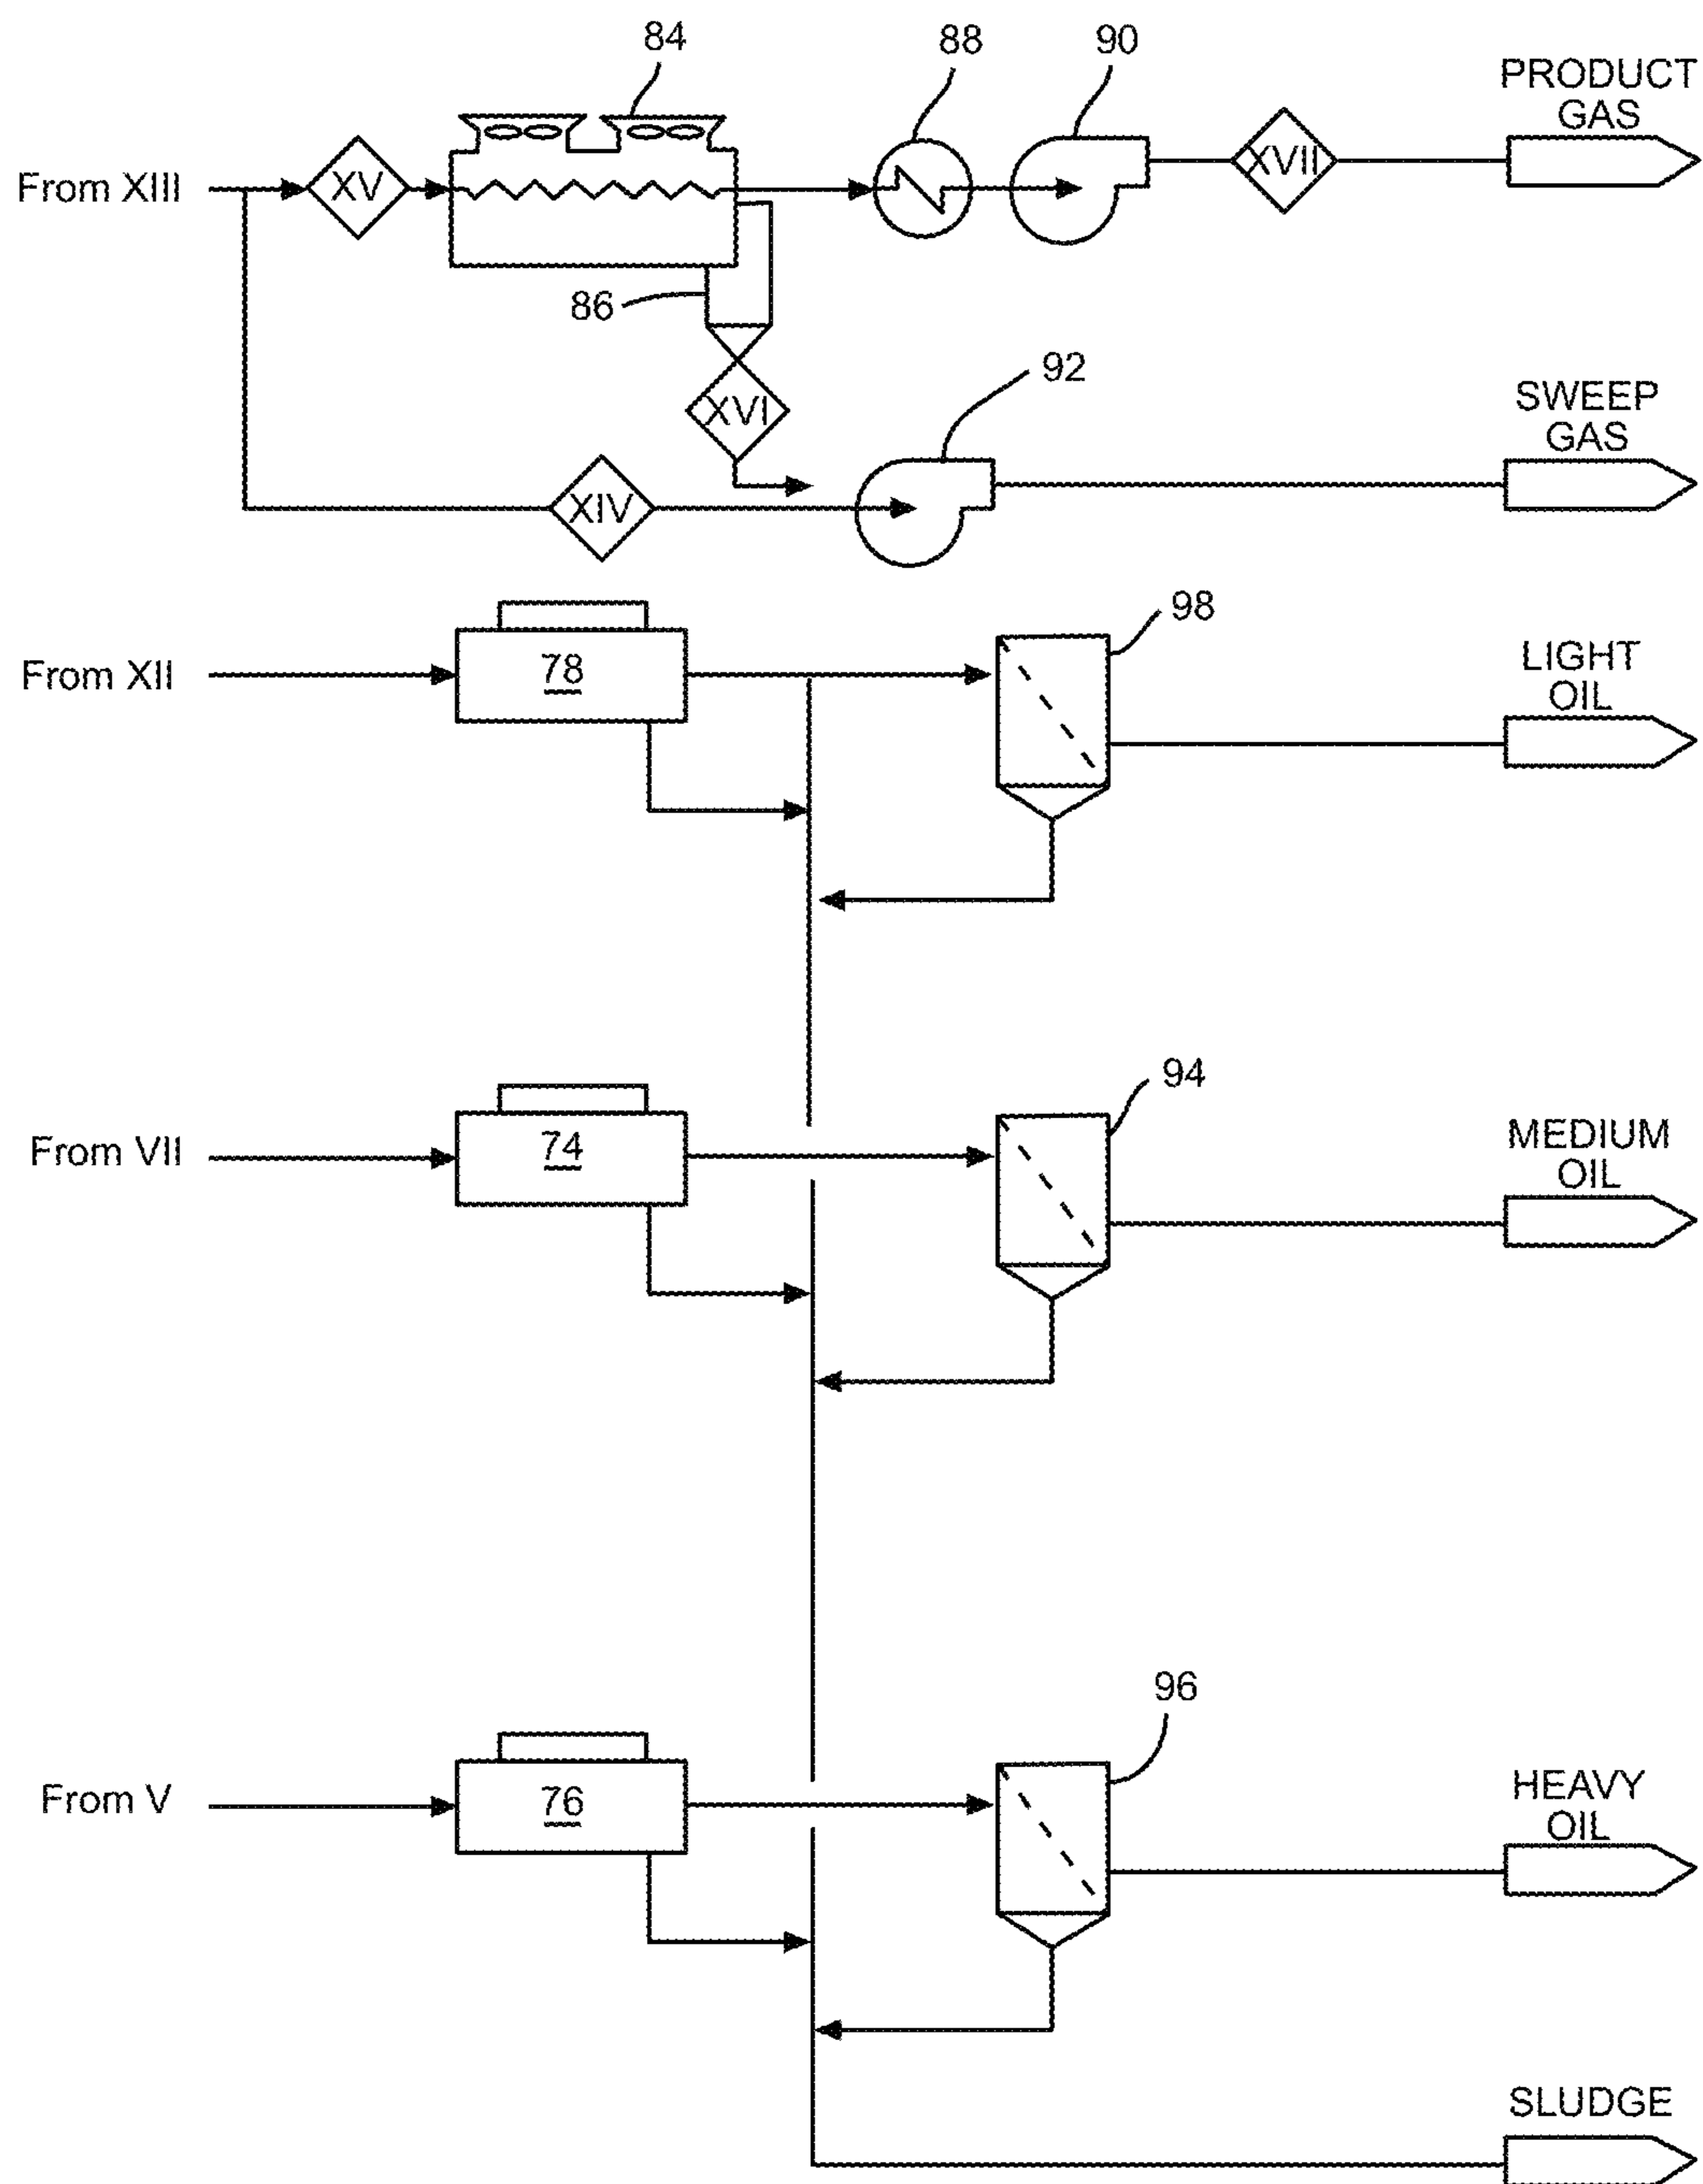 84
88
90
PRODUCT
GAS
From XIII
XV
XVII
86
XVI
92
SWEEP
GAS
XIV
98
From XII
78
LIGHT
OIL
94
From VII
74
MEDIUM
OIL
96
From V
76
HEAVY
OIL
SLUDGE